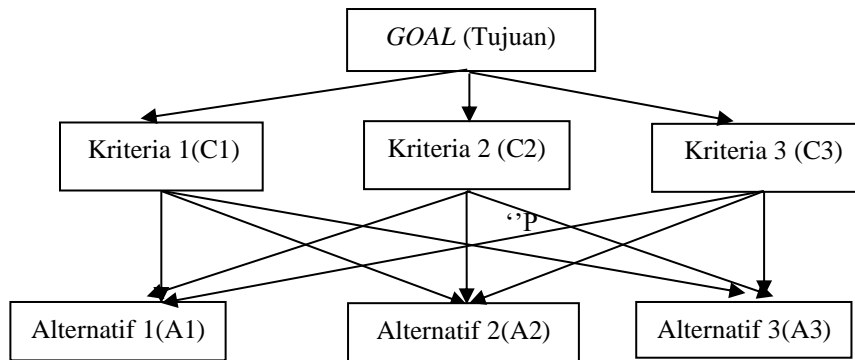 GOAL (Tujuan)
Kriteria 1(C1)
Kriteria 2 (C2)
Kriteria 3 (C3)
‘’P
Alternatif 1(A1)
Alternatif 2(A2)
Alternatif 3(A3)